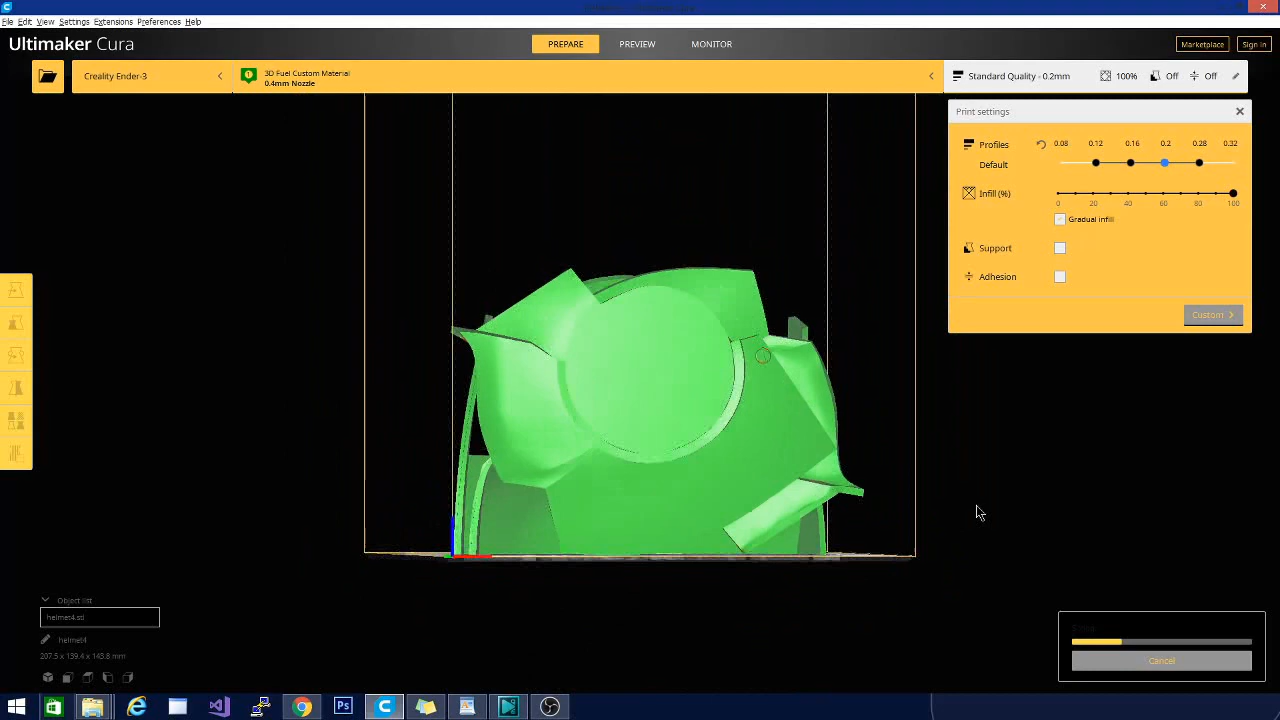 File Edit View Settings Extensions Preferences Help
Ultimaker Cura
PREPARE
PREVIEW
MONITOR
Marketplace
Sign in
Creality Ender-3
3D Fuel Custom Material
0.4mm Nozzle
Standard Quality - 0.2mm
100%
Off
Off
Print settings
Profiles
0.08 0.12 0.16 0.2 0.28 0.32
Default
Infill (%)
0 20 40 60 80 100
Gradual infill
Support
Adhesion
Custom
Object list
helmet4.stl
helmet4
207.5 x 139.4 x 143.8 mm
Cancel
Ps